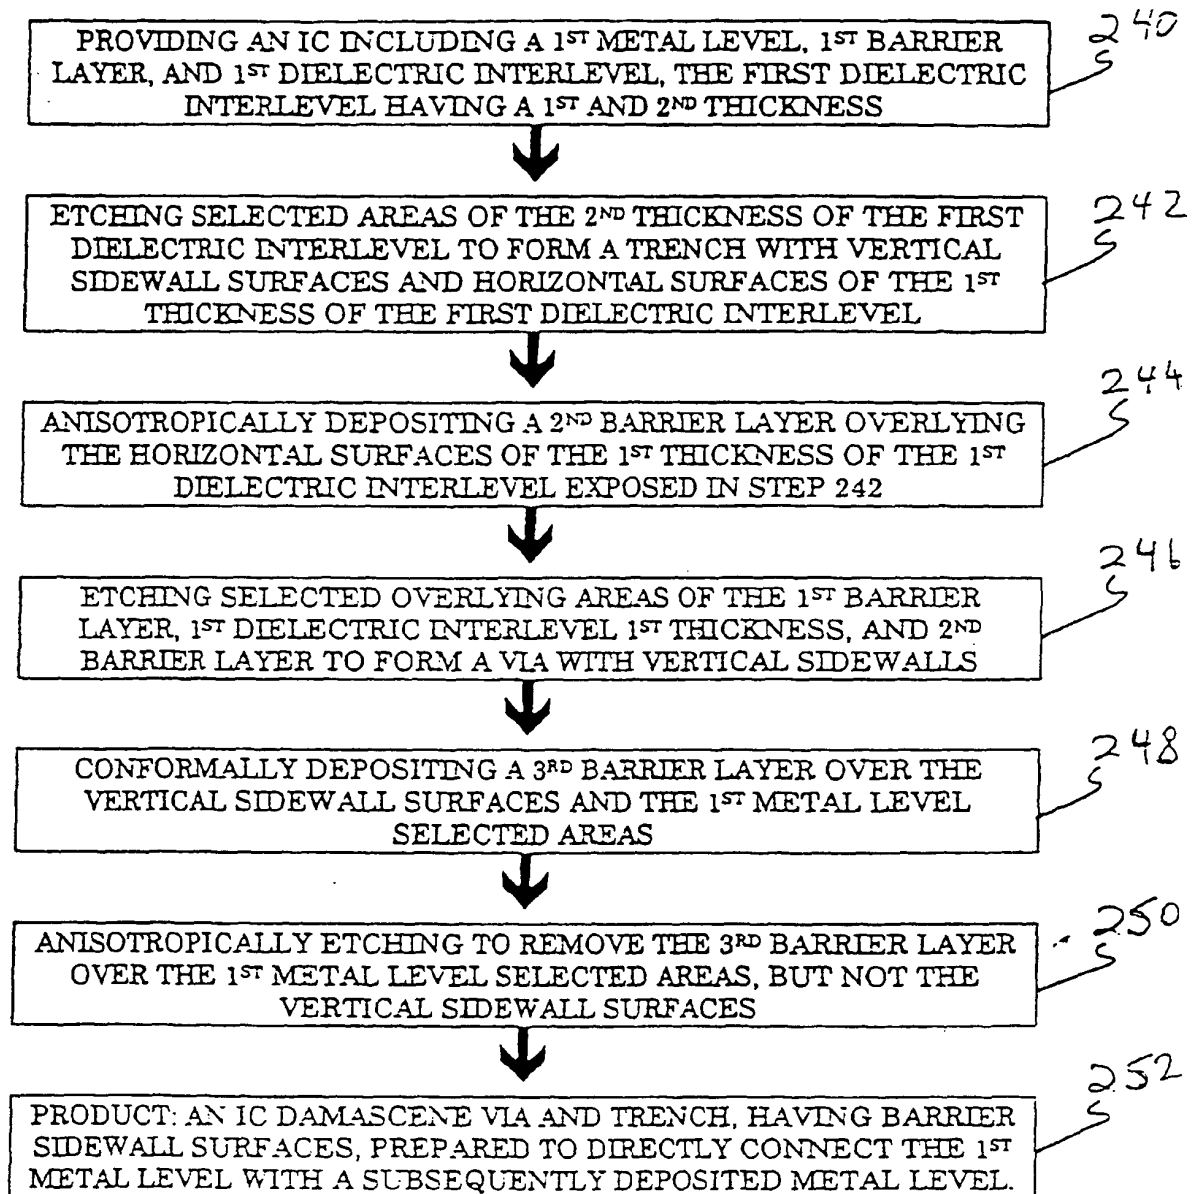 240
PROVIDING AN IC INCLUDING A 1ST METAL LEVEL, 1ST BARRIER
LAYER, AND 1ST DIELECTRIC INTERLEVEL, THE FIRST DIELECTRIC
INTERLEVEL HAVING A 1ST AND 2ND THICKNESS
242
ETCHING SELECTED AREAS OF THE 2ND THICKNESS OF THE FIRST
DIELECTRIC INTERLEVEL TO FORM A TRENCH WITH VERTICAL
SIDEWALL SURFACES AND HORIZONTAL SURFACES OF THE 1ST
THICKNESS OF THE FIRST DIELECTRIC INTERLEVEL
244
ANISOTROPICALLY DEPOSITING A 2ND BARRIER LAYER OVERLYING
THE HORIZONTAL SURFACES OF THE 1ST THICKNESS OF THE 1ST
DIELECTRIC INTERLEVEL EXPOSED IN STEP 242
246
ETCHING SELECTED OVERLYING AREAS OF THE 1ST BARRIER
LAYER, 1ST DIELECTRIC INTERLEVEL 1ST THICKNESS, AND 2ND
BARRIER LAYER TO FORM A VIA WITH VERTICAL SIDEWALLS
248
CONFORMALLY DEPOSITING A 3RD BARRIER LAYER OVER THE
VERTICAL SIDEWALL SURFACES AND THE 1ST METAL LEVEL
SELECTED AREAS
250
ANISOTROPICALLY ETCHING TO REMOVE THE 3RD BARRIER LAYER
OVER THE 1ST METAL LEVEL SELECTED AREAS, BUT NOT THE
VERTICAL SIDEWALL SURFACES
252
PRODUCT: AN IC DAMASCENE VIA AND TRENCH, HAVING BARRIER
SIDEWALL SURFACES, PREPARED TO DIRECTLY CONNECT THE 1ST
METAL LEVEL WITH A SUBSEQUENTLY DEPOSITED METAL LEVEL.